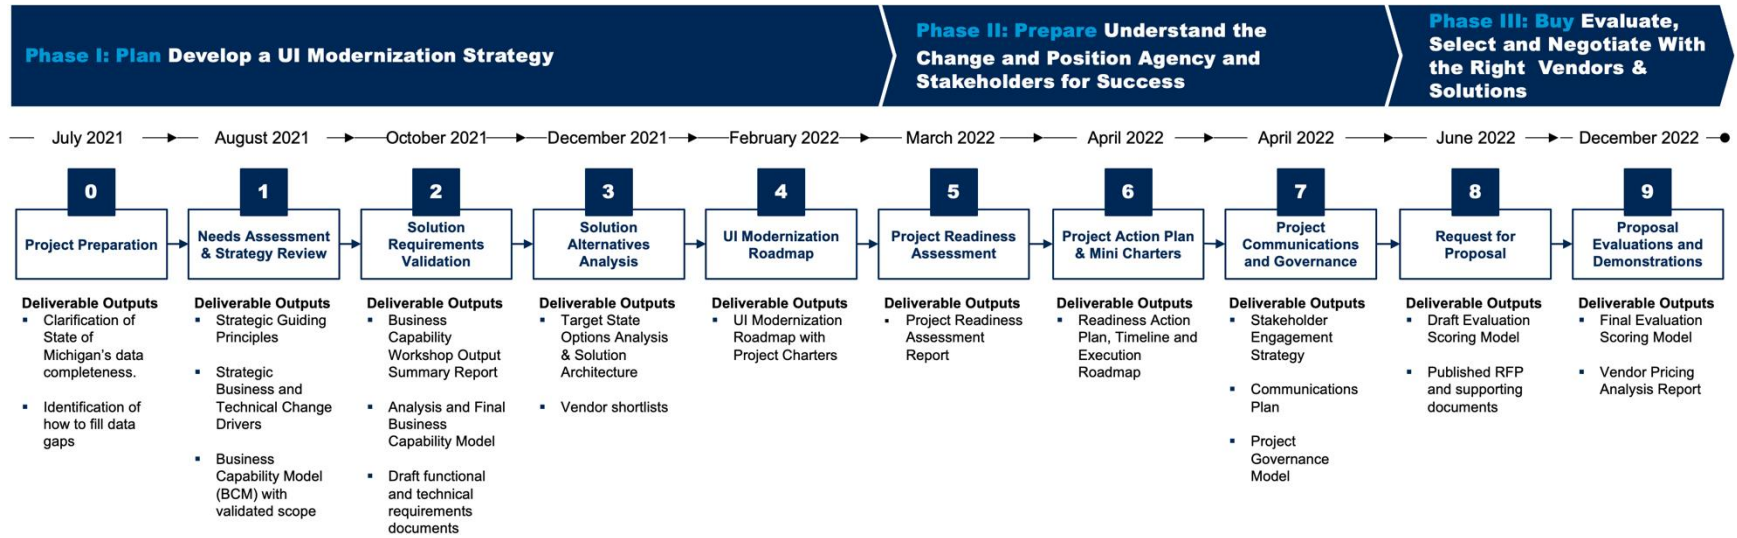 Phase I: Plan Develop a UI Modernization Strategy
Phase II: Prepare Understand the
Change and Position Agency and
Stakeholders for Success
Phase III: Buy Evaluate,
Select and Negotiate With
the Right Vendors &
Solutions
July 2021
August 2021
October 2021
December 2021
February 2022
March 2022
April 2022
April 2022
June 2022
December 2022
0
Project Preparation
Deliverable Outputs
▪ Clarification of
State of
Michigan’s data
completeness.
▪ Identification of
how to fill data
gaps
1
Needs Assessment
& Strategy Review
Deliverable Outputs
▪ Strategic Guiding
Principles
▪ Strategic
Business and
Technical Change
Drivers
▪ Business
Capability Model
(BCM) with
validated scope
2
Solution
Requirements
Validation
Deliverable Outputs
▪ Business
Capability
Workshop Output
Summary Report
▪ Analysis and Final
Business
Capability Model
▪ Draft functional
and technical
requirements
documents
3
Solution
Alternatives
Analysis
Deliverable Outputs
▪ Target State
Options Analysis
& Solution
Architecture
▪ Vendor shortlists
4
UI Modernization
Roadmap
Deliverable Outputs
▪ UI Modernization
Roadmap with
Project Charters
5
Project Readiness
Assessment
Deliverable Outputs
▪ Project Readiness
Assessment
Report
6
Project Action Plan
& Mini Charters
Deliverable Outputs
▪ Readiness Action
Plan, Timeline and
Execution
Roadmap
7
Project
Communications
and Governance
Deliverable Outputs
▪ Stakeholder
Engagement
Strategy
▪ Communications
Plan
▪ Project
Governance
Model
8
Request for
Proposal
Deliverable Outputs
▪ Draft Evaluation
Scoring Model
▪ Published RFP
and supporting
documents
9
Proposal
Evaluations and
Demonstrations
Deliverable Outputs
▪ Final Evaluation
Scoring Model
▪ Vendor Pricing
Analysis Report